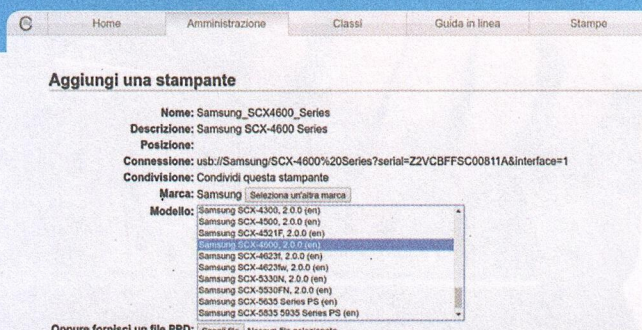 Home Amministrazione Classi Guida in linea Stampe
Aggiungi una stampante
Nome: Samsung_SCX4600_Series
Descrizione: Samsung SCX-4600 Series
Posizione:
Connessione: usb://Samsung/SCX-4600%20Series?serial=Z2VCBFFSC00811A&interface=1
Condivisione: Condividi questa stampante
Marca: Samsung Seleziona un'altra marca
Modello: Samsung SCX-4300, 2.0.0 (en)
Samsung SCX-4500, 2.0.0 (en)
Samsung SCX-4521F, 2.0.0 (en)
Samsung SCX-4600, 2.0.0 (en)
Samsung SCX-4623f, 2.0.0 (en)
Samsung SCX-4623fw, 2.0.0 (en)
Samsung SCX-5330N, 2.0.0 (en)
Samsung SCX-5530FN, 2.0.0 (en)
Samsung SCX-5635 Series PS (en)
Samsung SCX-5835 5935 Series PS (en)
Oppure fornisci un file PPD: Scegli file Nessun file selezionato